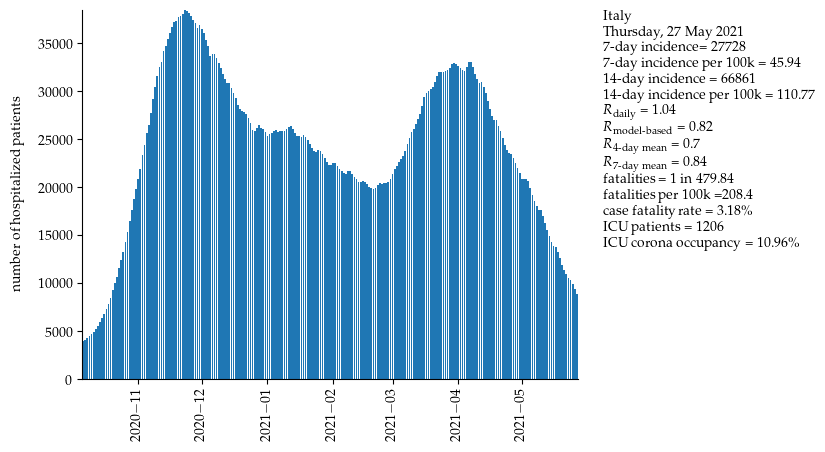 35000
30000
25000
20000
15000
10000
5000
0
number of hospitalized patients
2020−11
2020−12
2021−01
2021−02
2021−03
2021−04
2021−05
Italy
Thursday, 27 May 2021
7-day incidence= 27728
7-day incidence per 100k = 45.94
14-day incidence = 66861
14-day incidence per 100k = 110.77
R_daily = 1.04
R_model-based = 0.82
R_4-day mean = 0.7
R_7-day mean = 0.84
fatalities = 1 in 479.84
fatalities per 100k =208.4
case fatality rate = 3.18%
ICU patients = 1206
ICU corona occupancy = 10.96%